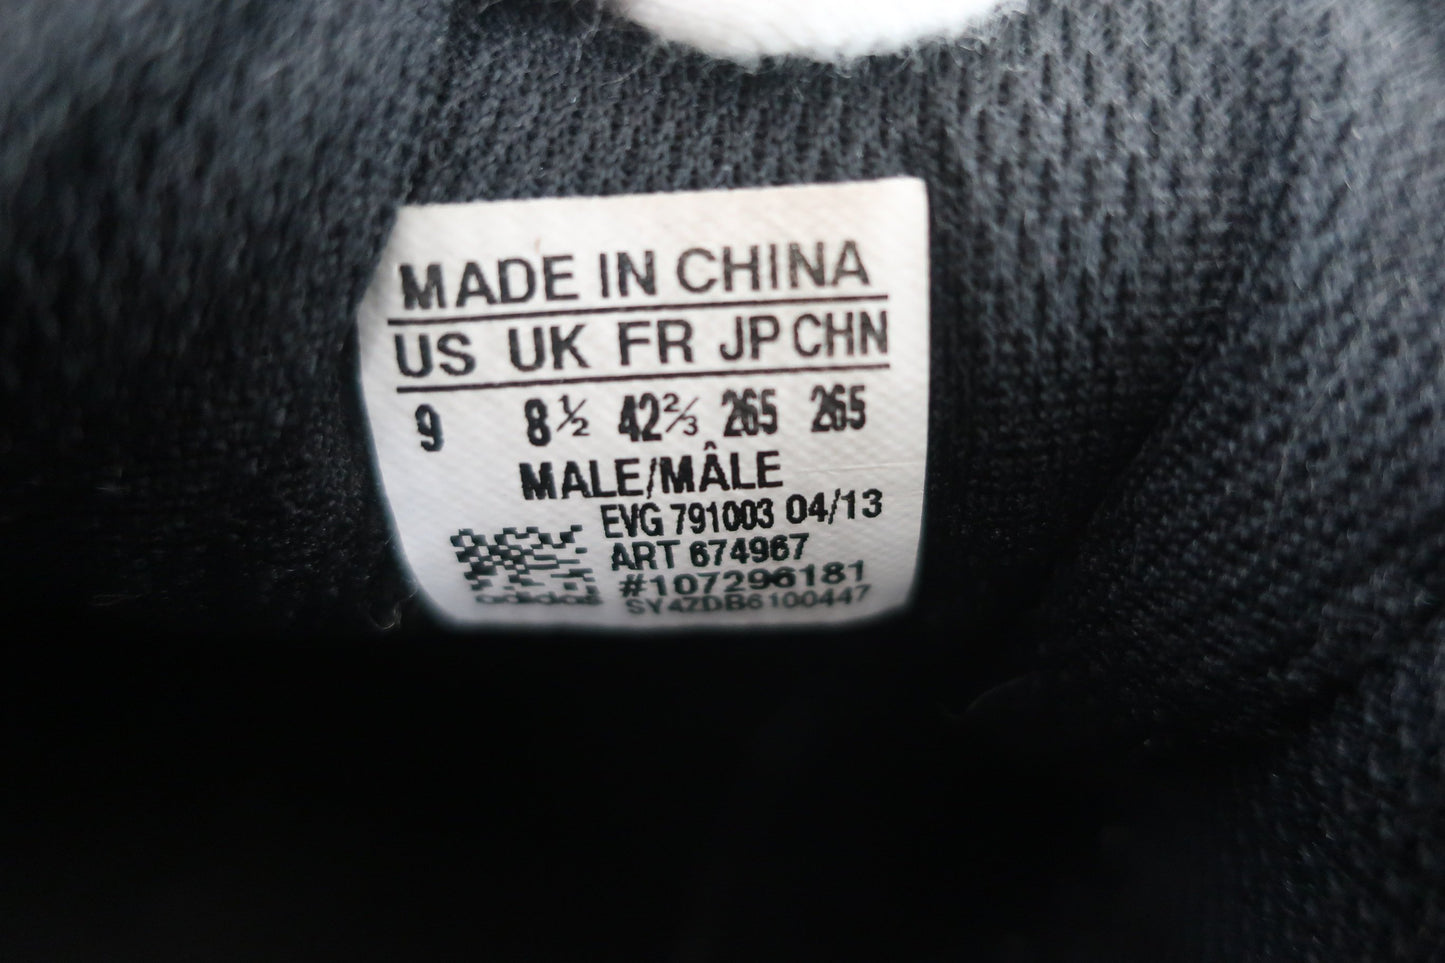 MADE IN CHINA
US UK FR JP CHN
9 8½ 42⅔ 265 265
MALE/MÂLE
EVG 791003 04/13
ART 674967
#107296181
adidas SY4ZDB6100447